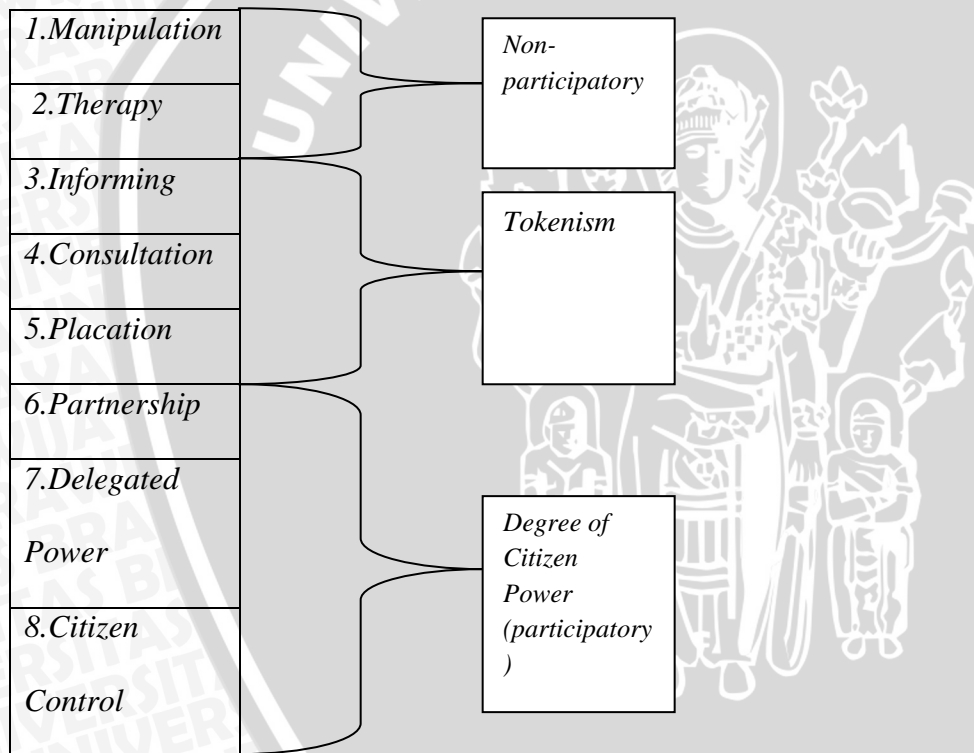 1.Manipulation
2.Therapy
3.Informing
4.Consultation
5.Placation
6.Partnership
7.Delegated
Power
8.Citizen
Control
Non-
participatory
Tokenism
Degree of
Citizen
Power
(participatory
)